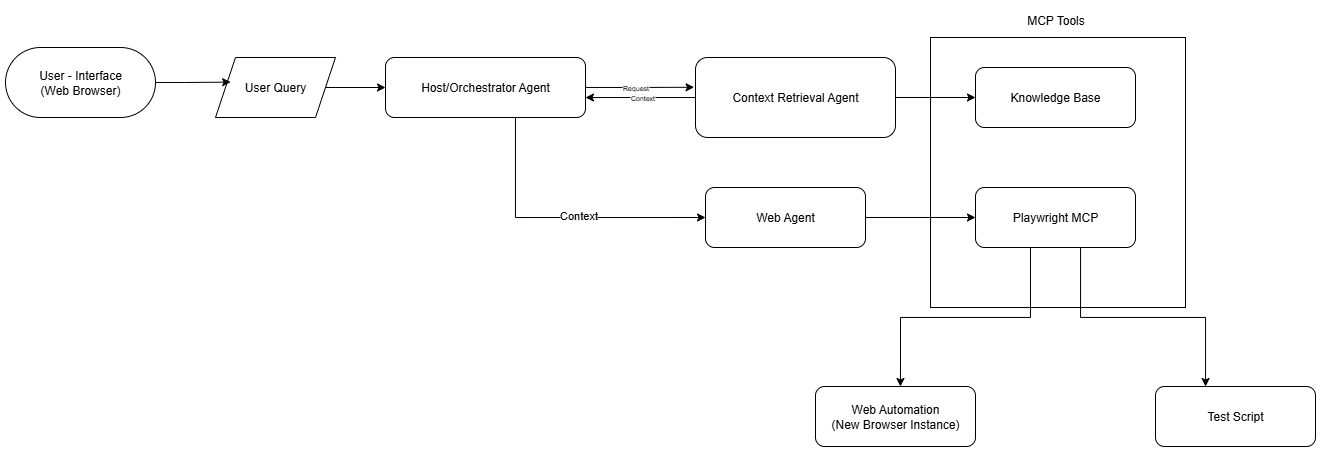 MCP Tools
User - Interface
(Web Browser)
User Query
Host/Orchestrator Agent
Request
Context
Context Retrieval Agent
Knowledge Base
Context
Web Agent
Playwright MCP
Web Automation
(New Browser Instance)
Test Script